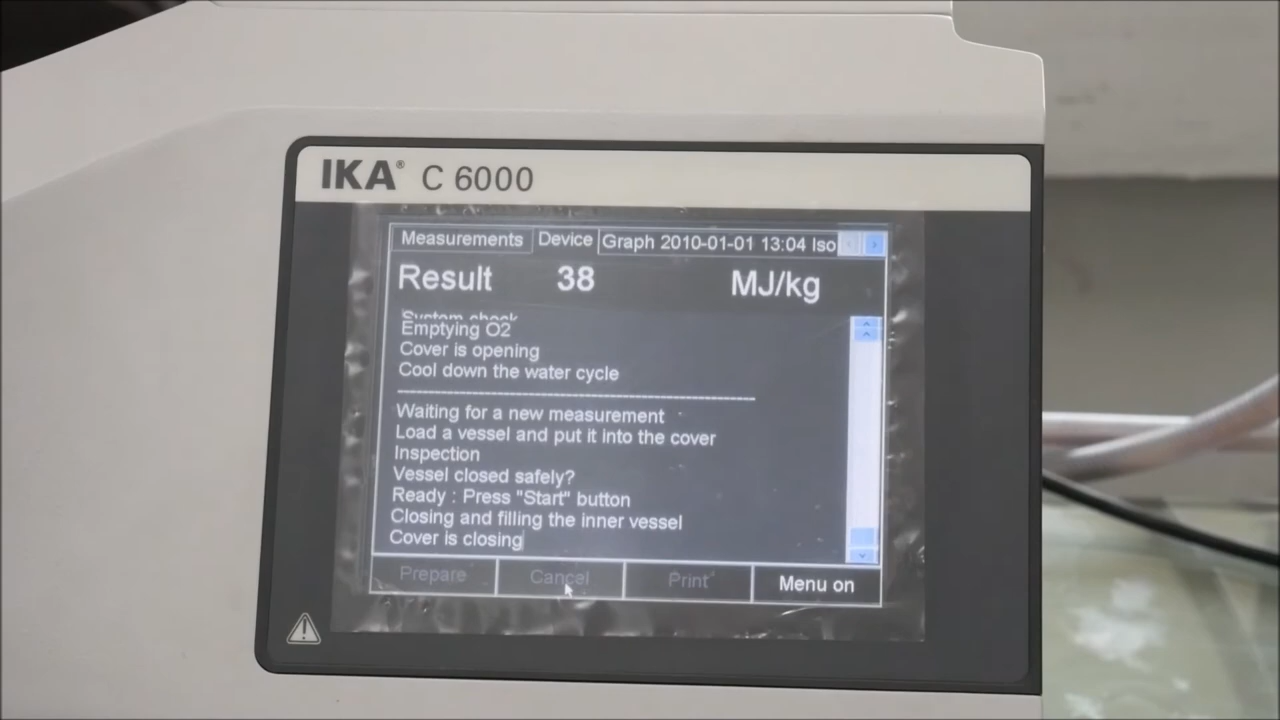 IKA® C 6000
Measurements Device Graph 2010-01-01 13:04 Iso
Result 38 MJ/kg
System check
Emptying O2
Cover is opening
Cool down the water cycle
Waiting for a new measurement
Load a vessel and put it into the cover
Inspection
Vessel closed safely?
Ready : Press "Start" button
Closing and filling the inner vessel
Cover is closing
Prepare Cancel Print Menu on